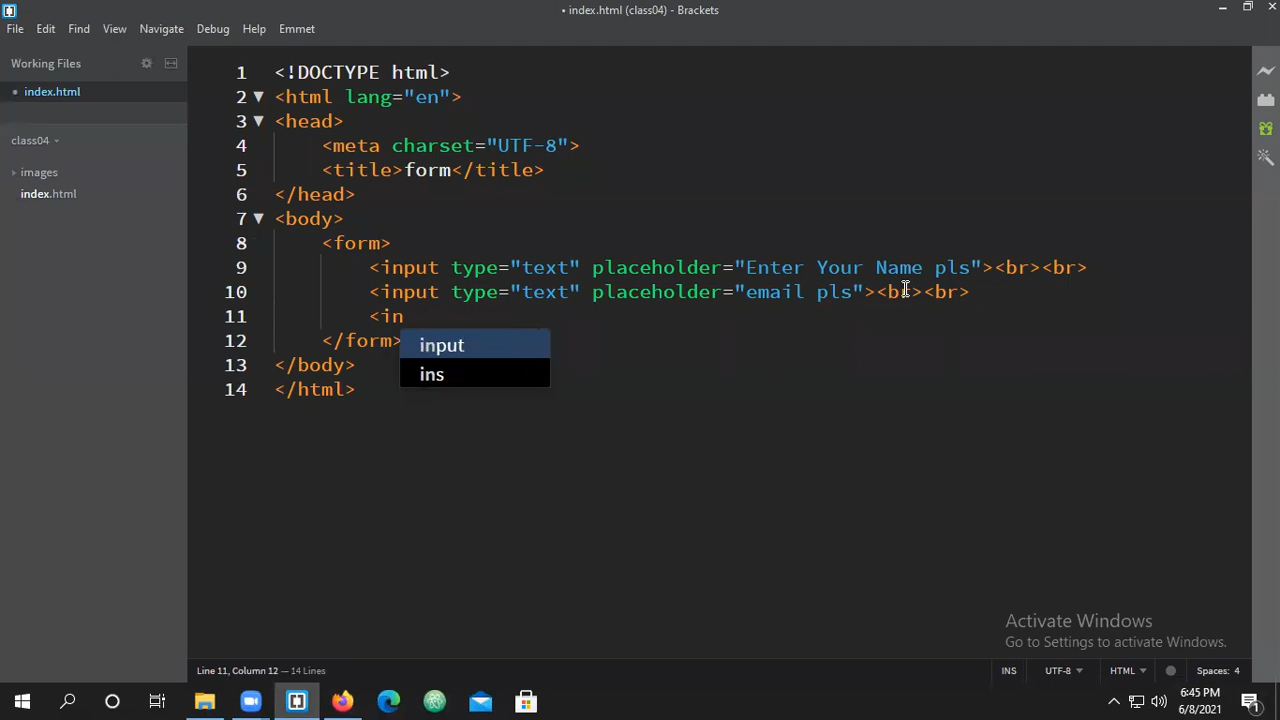 • index.html (class04) - Brackets
File Edit Find View Navigate Debug Help Emmet
Working Files
• index.html
class04
images
index.html
1 <!DOCTYPE html>
2 <html lang="en">
3 <head>
4 <meta charset="UTF-8">
5 <title>form</title>
6 </head>
7 <body>
8 <form>
9 <input type="text" placeholder="Enter Your Name pls"><br><br>
10 <input type="text" placeholder="email pls"><br><br>
11 <in
12 </form>
input
13 </body>
ins
14 </html>
Activate Windows
Go to Settings to activate Windows.
Line 11, Column 12 — 14 Lines
INS UTF-8 HTML Spaces: 4
6:45 PM
6/8/2021
1